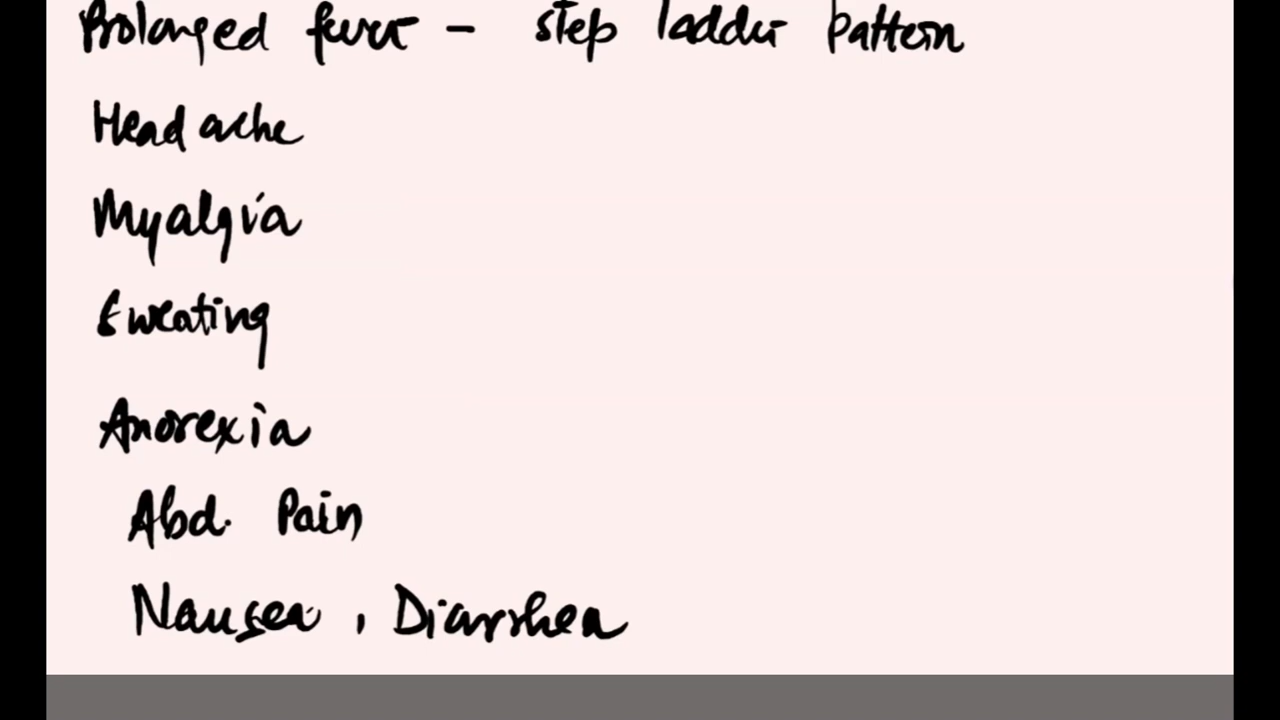 Prolonged fever - step ladder pattern
Headache
Myalgia
Sweating
Anorexia
Abd. Pain
Nausea, Diarrhea